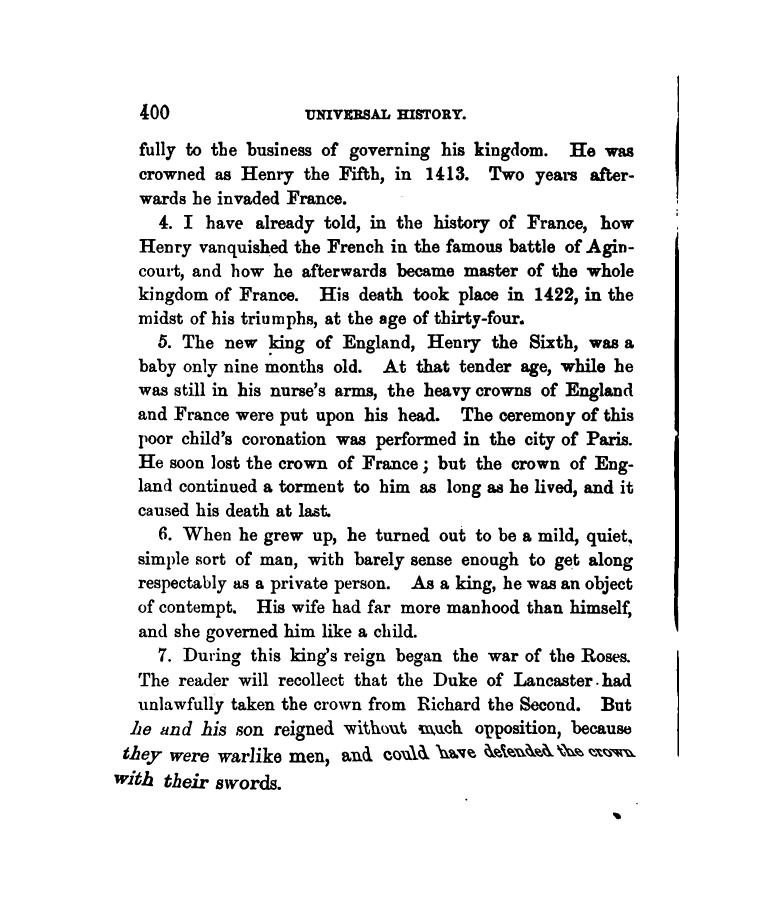 400 UNIVERSAL HISTORY.
fully to the business of governing his kingdom. He was
crowned as Henry the Fifth, in 1413. Two years after-
wards he invaded France.
4. I have already told, in the history of France, how
Henry vanquished the French in the famous battle of Agin-
court, and how he afterwards became master of the whole
kingdom of France. His death took place in 1422, in the
midst of his triumphs, at the age of thirty-four.
5. The new king of England, Henry the Sixth, was a
baby only nine months old. At that tender age, while he
was still in his nurse's arms, the heavy crowns of England
and France were put upon his head. The ceremony of this
poor child's coronation was performed in the city of Paris.
He soon lost the crown of France; but the crown of Eng-
land continued a torment to him as long as he lived, and it
caused his death at last.
6. When he grew up, he turned out to be a mild, quiet,
simple sort of man, with barely sense enough to get along
respectably as a private person. As a king, he was an object
of contempt. His wife had far more manhood than himself,
and she governed him like a child.
7. During this king's reign began the war of the Roses.
The reader will recollect that the Duke of Lancaster had
unlawfully taken the crown from Richard the Second. But
he and his son reigned without much opposition, because
they were warlike men, and could have defended the crown
with their swords.